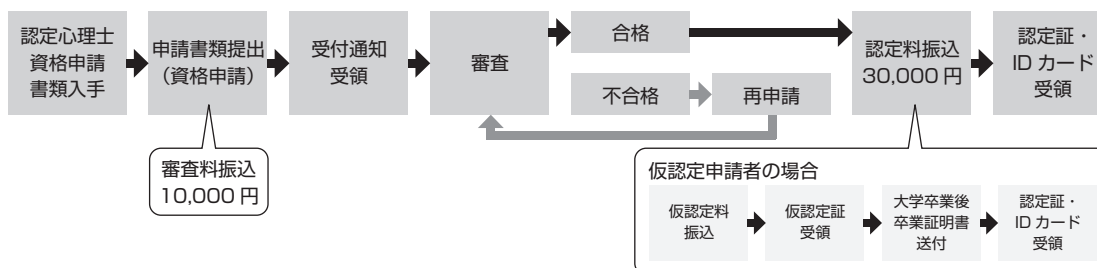 認定心理士
資格申請
書類入手
申請書類提出
(資格申請)
受付通知
受領
審査
合格
不合格
再申請
認定料振込
30,000 円
認定証・
ID カード
受領
審査料振込
10,000 円
仮認定申請者の場合
仮認定料
振込
仮認定証
受領
大学卒業後
卒業証明書
送付
認定証・
ID カード
受領